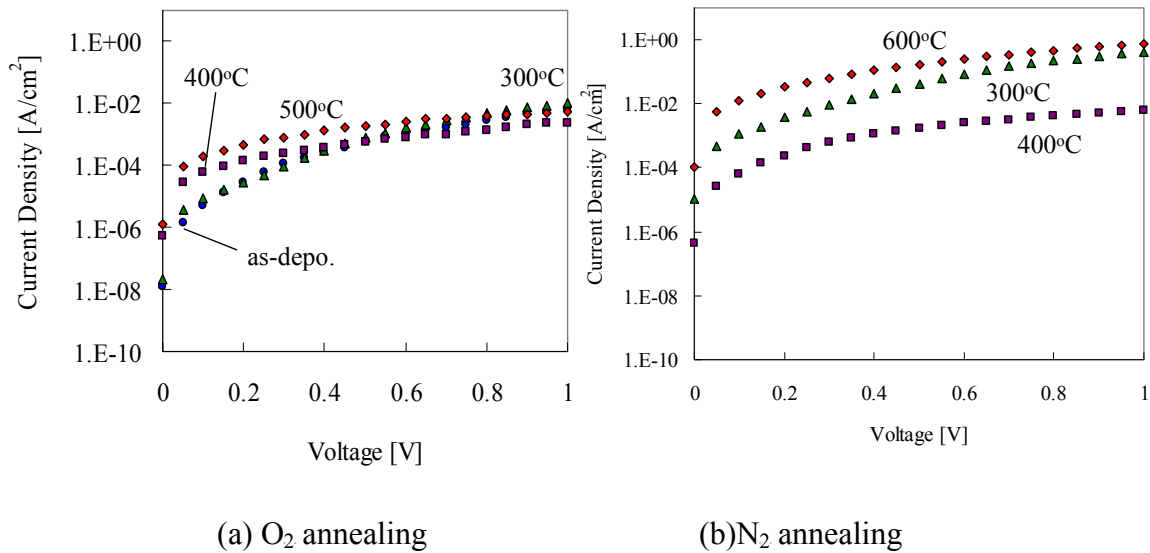 1.E+00
1.E-02
1.E-04
1.E-06
1.E-08
1.E-10
Current Density [A/cm²]
400°C
500°C
300°C
as-depo.
0 0.2 0.4 0.6 0.8 1
Voltage [V]
(a) O₂ annealing
1.E+00
1.E-02
1.E-04
1.E-06
1.E-08
1.E-10
Current Density [A/cm²]
600°C
300°C
400°C
0 0.2 0.4 0.6 0.8 1
Voltage [V]
(b)N₂ annealing